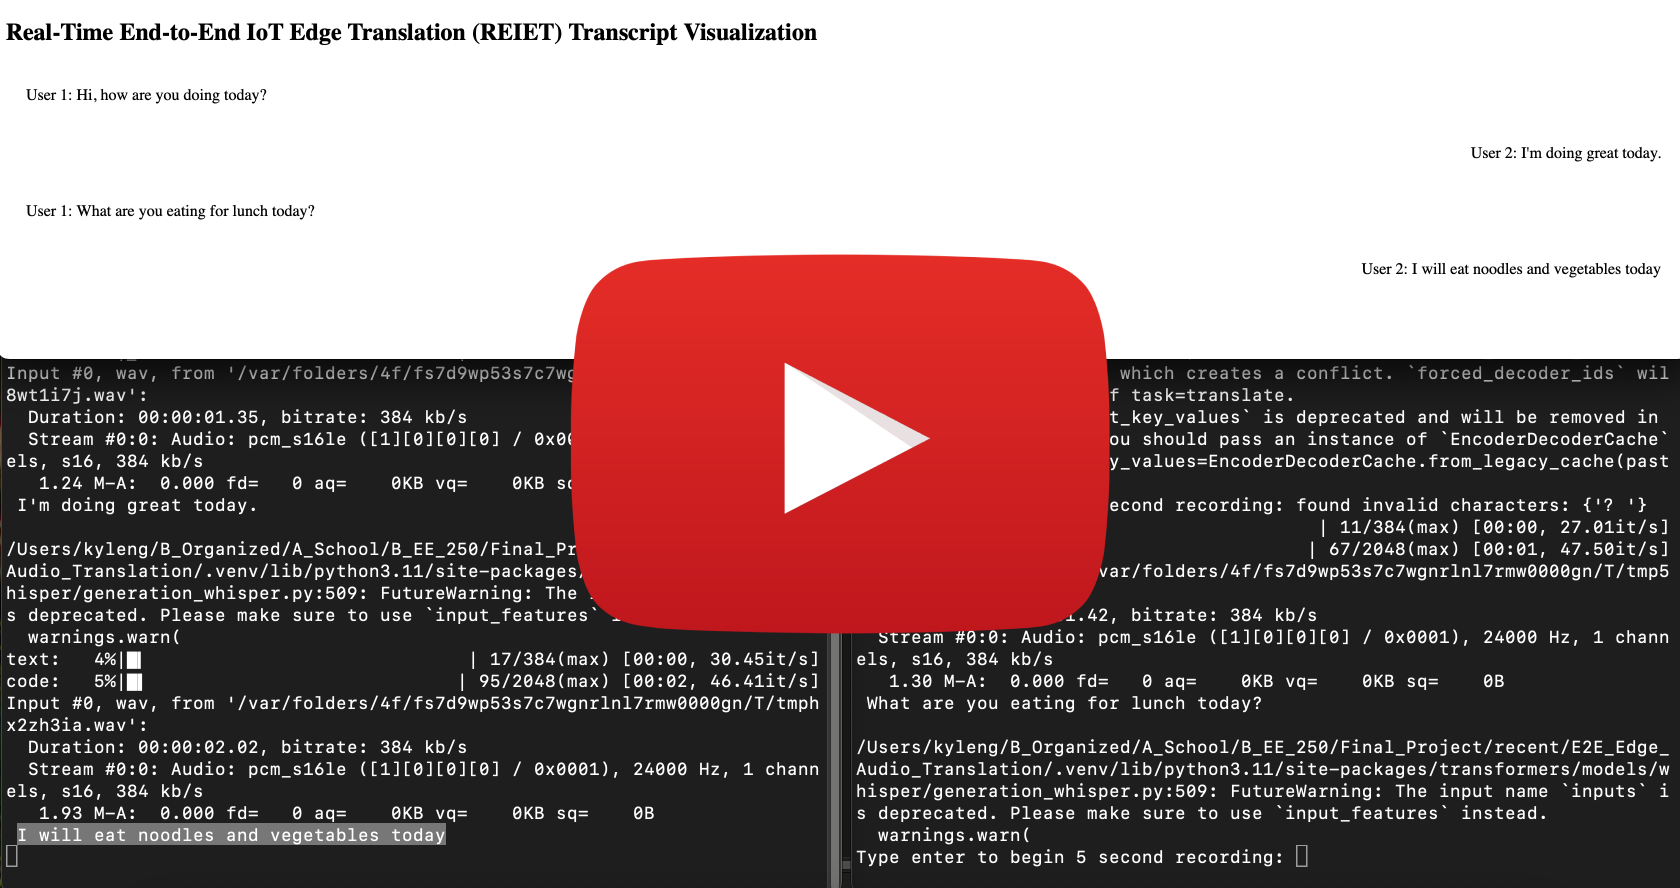 Real-Time End-to-End IoT Edge Translation (REIET) Transcript Visualization
User 1: Hi, how are you doing today?
User 2: I'm doing great today.
User 1: What are you eating for lunch today?
User 2: I will eat noodles and vegetables today
Input #0, wav, from '/var/folders/4f/fs7d9wp53s7c7wg
8wt1i7j.wav':
Duration: 00:00:01.35, bitrate: 384 kb/s
Stream #0:0: Audio: pcm_s16le ([1][0][0][0] / 0x00
els, s16, 384 kb/s
1.24 M-A: 0.000 fd= 0 aq= 0KB vq= 0KB
I'm doing great today.
/Users/kyleng/B_Organized/A_School/B_EE_250/Final_Pr
Audio_Translation/.venv/lib/python3.11/site-packages/
hisper/generation_whisper.py:509: FutureWarning: The
s deprecated. Please make sure to use `input_features`
warnings.warn(
text: 4%| | 17/384(max) [00:00, 30.45it/s]
code: 5%| | 95/2048(max) [00:02, 46.41it/s]
Input #0, wav, from '/var/folders/4f/fs7d9wp53s7c7wgnrlnl7rmw0000gn/T/tmph
x2zh3ia.wav':
Duration: 00:00:02.02, bitrate: 384 kb/s
Stream #0:0: Audio: pcm_s16le ([1][0][0][0] / 0x0001), 24000 Hz, 1 chann
els, s16, 384 kb/s
1.93 M-A: 0.000 fd= 0 aq= 0KB vq= 0KB sq= 0B
I will eat noodles and vegetables today
which creates a conflict. `forced_decoder_ids` wil
f task=translate.
t_key_values` is deprecated and will be removed in
ou should pass an instance of `EncoderDecoderCache`
y_values=EncoderDecoderCache.from_legacy_cache(past
econd recording: found invalid characters: {'? '}
| 11/384(max) [00:00, 27.01it/s]
| 67/2048(max) [00:01, 47.50it/s]
var/folders/4f/fs7d9wp53s7c7wgnrlnl7rmw0000gn/T/tmp5
1.42, bitrate: 384 kb/s
Stream #0:0: Audio: pcm_s16le ([1][0][0][0] / 0x0001), 24000 Hz, 1 chann
els, s16, 384 kb/s
1.30 M-A: 0.000 fd= 0 aq= 0KB vq= 0KB sq= 0B
What are you eating for lunch today?
/Users/kyleng/B_Organized/A_School/B_EE_250/Final_Project/recent/E2E_Edge_
Audio_Translation/.venv/lib/python3.11/site-packages/transformers/models/w
hisper/generation_whisper.py:509: FutureWarning: The input name `inputs` i
s deprecated. Please make sure to use `input_features` instead.
warnings.warn(
Type enter to begin 5 second recording: